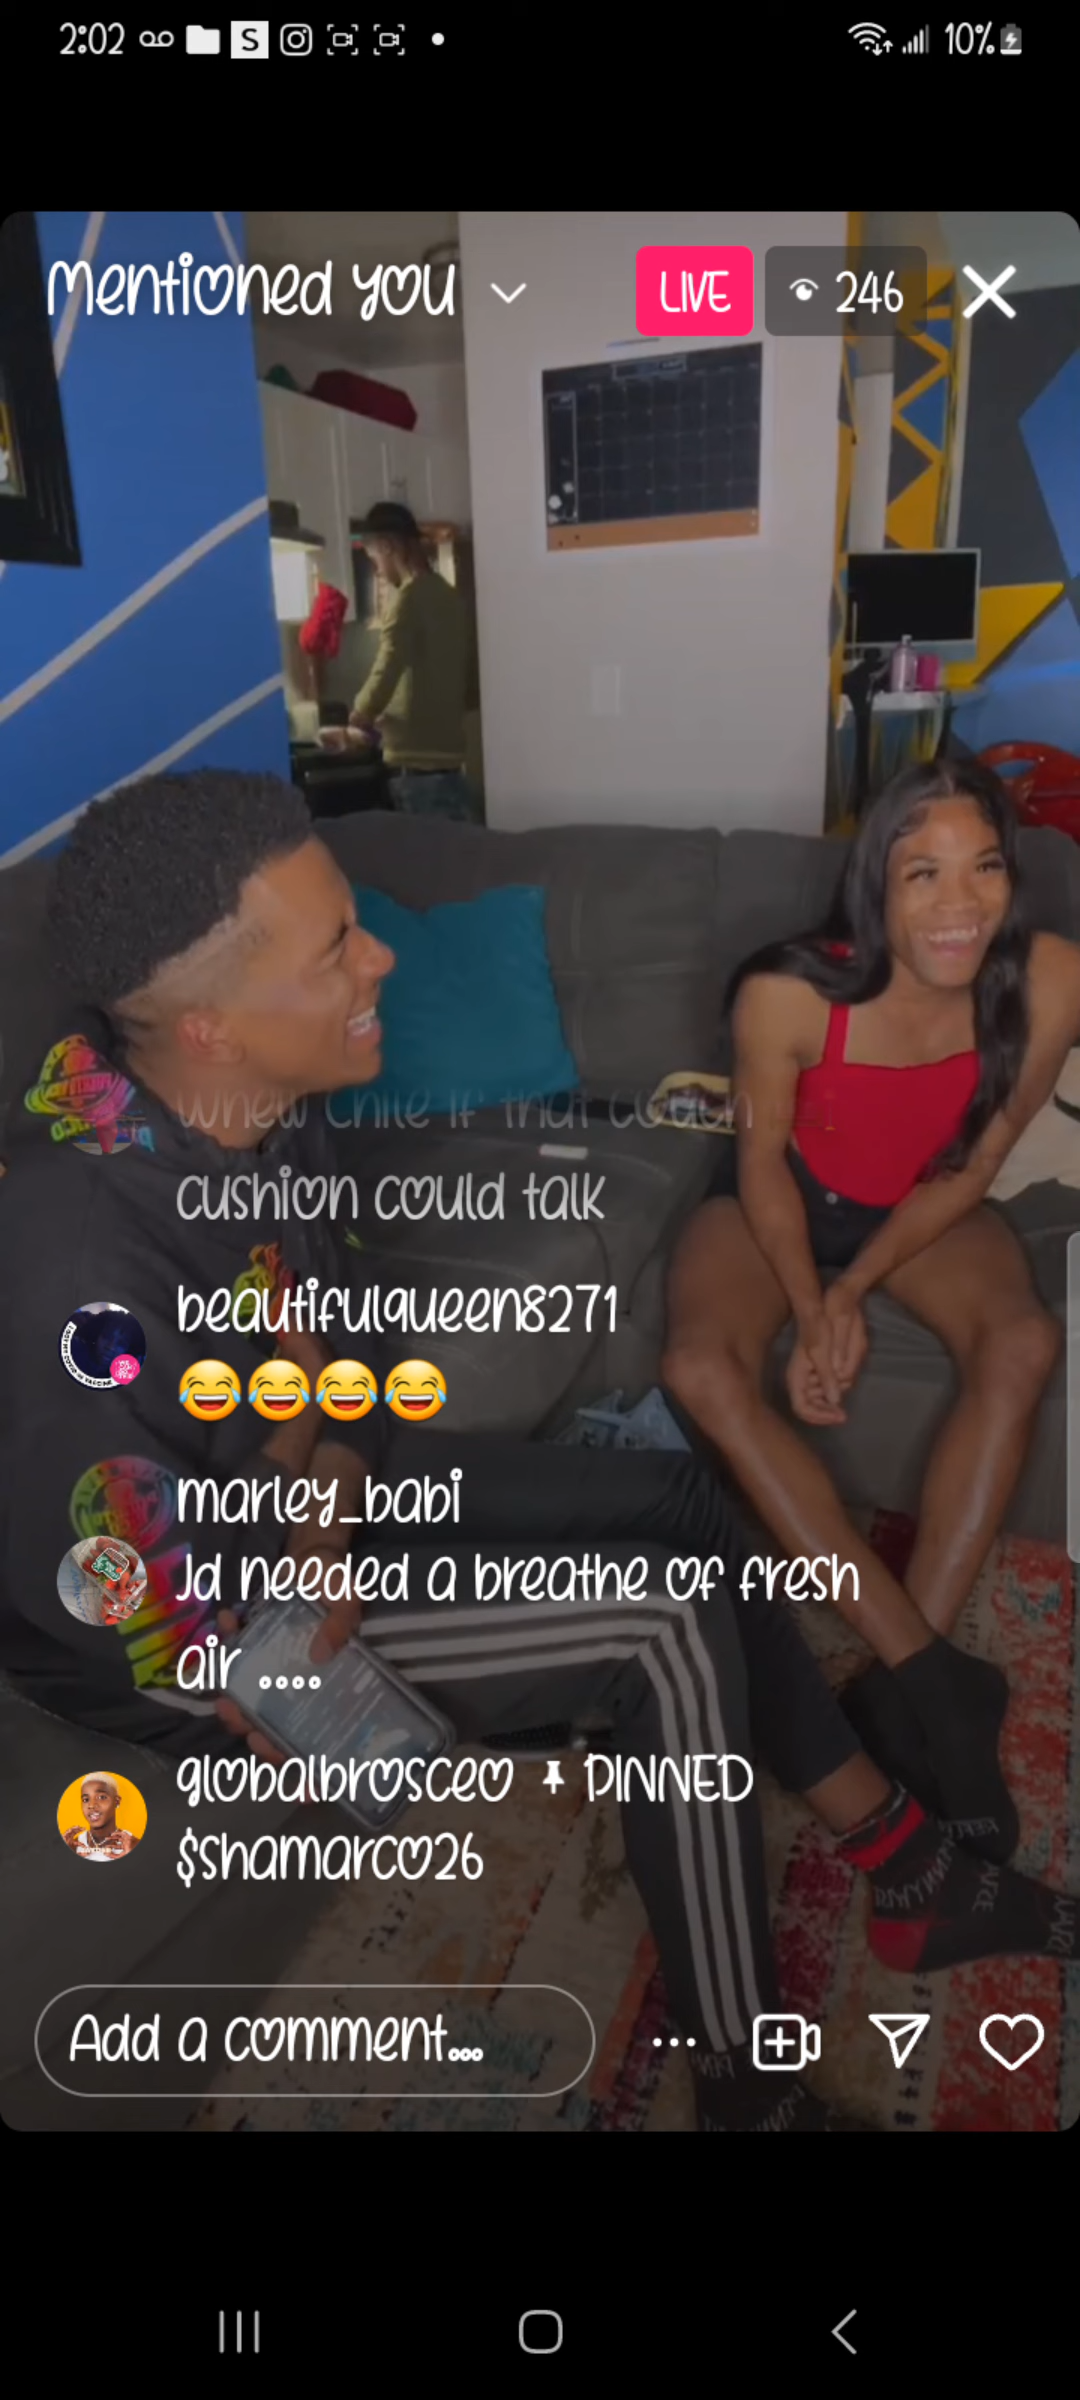 2:02
S
10%
Mentioned you
LIVE
246
whew chile if that couch
cushion could talk
beautifulqueen8271
😂😂😂😂
marley_babi
Jd needed a breathe of fresh
air ....
globalbrosceo PINNED
$shamarco26
Add a comment...